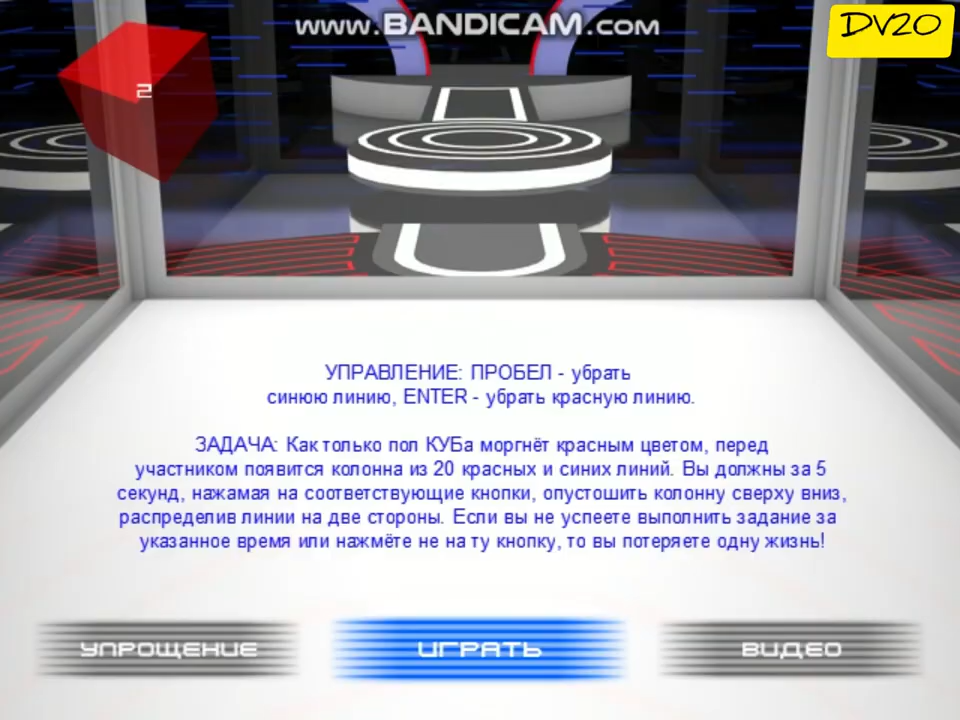 www.BANDICAM.com
DV20
2
УПРАВЛЕНИЕ: ПРОБЕЛ - убрать
синюю линию, ENTER - убрать красную линию.
ЗАДАЧА: Как только пол КУБа моргнёт красным цветом, перед
участником появится колонна из 20 красных и синих линий. Вы должны за 5
секунд, нажамая на соответствующие кнопки, опустошить колонну сверху вниз,
распределив линии на две стороны. Если вы не успеете выполнить задание за
указанное время или нажмёте не на ту кнопку, то вы потеряете одну жизнь!
УПРОЩЕНИЕ
ИГРАТЬ
ВИДЕО